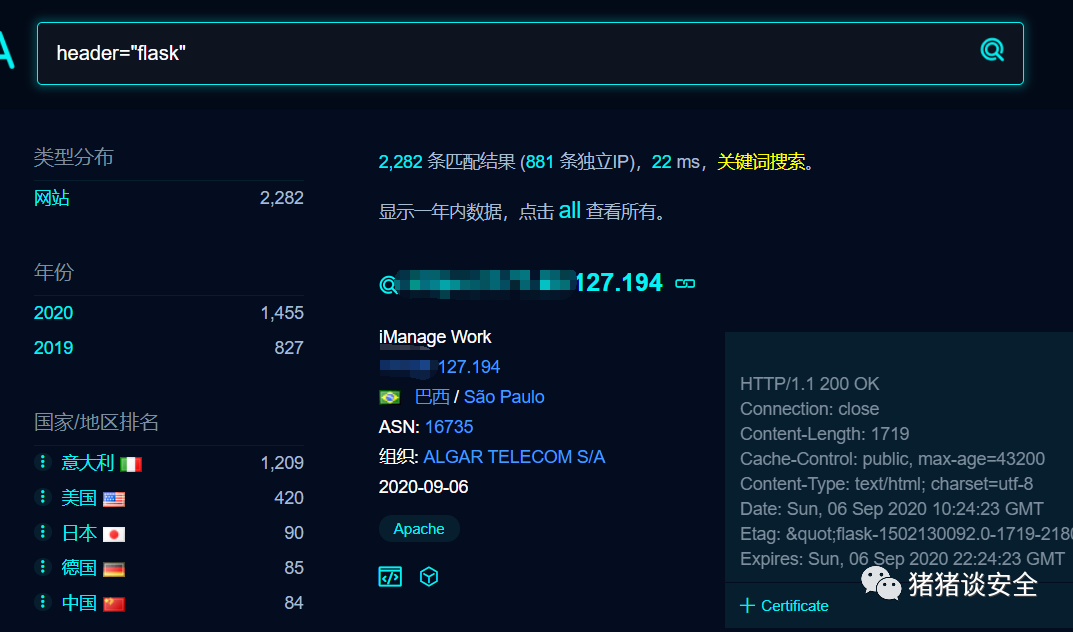 header="flask"
类型分布
网站 2,282
年份
2020 1,455
2019 827
国家/地区排名
意大利 1,209
美国 420
日本 90
德国 85
中国 84
2,282 条匹配结果 (881 条独立IP)，22 ms，关键词搜索。
显示一年内数据，点击 all 查看所有。
127.194
iManage Work
127.194
巴西 / São Paulo
ASN: 16735
组织: ALGAR TELECOM S/A
2020-09-06
Apache
HTTP/1.1 200 OK
Connection: close
Content-Length: 1719
Cache-Control: public, max-age=43200
Content-Type: text/html; charset=utf-8
Date: Sun, 06 Sep 2020 10:24:23 GMT
Etag: &quot;flask-1502130092.0-1719-2180
Expires: Sun, 06 Sep 2020 22:24:23 GMT
+ Certificate
猪猪谈安全